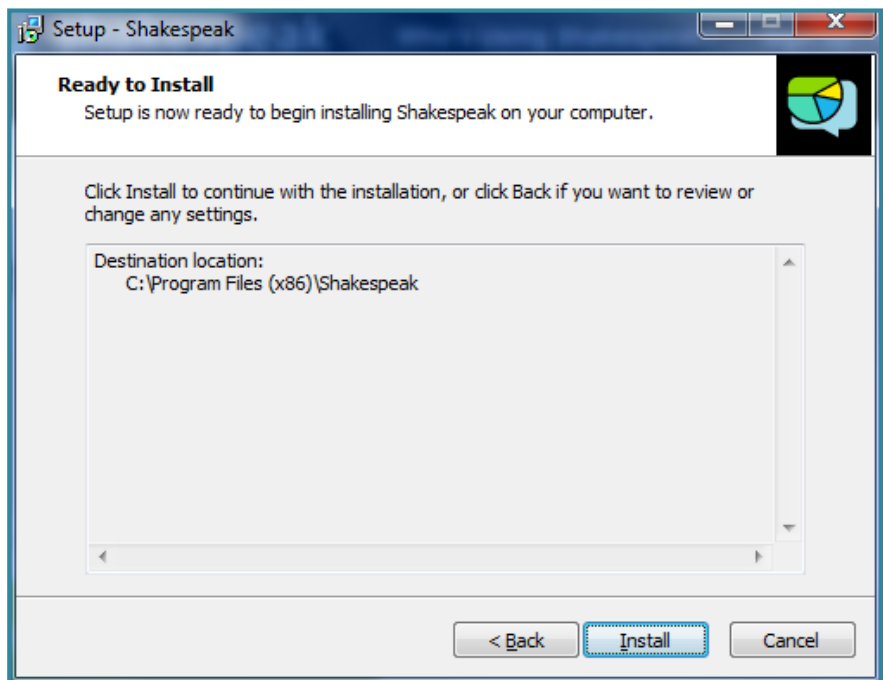 Setup - Shakespeak
Ready to Install
Setup is now ready to begin installing Shakespeak on your computer.
Click Install to continue with the installation, or click Back if you want to review or
change any settings.
Destination location:
C:\Program Files (x86)\Shakespeak
< Back
Install
Cancel